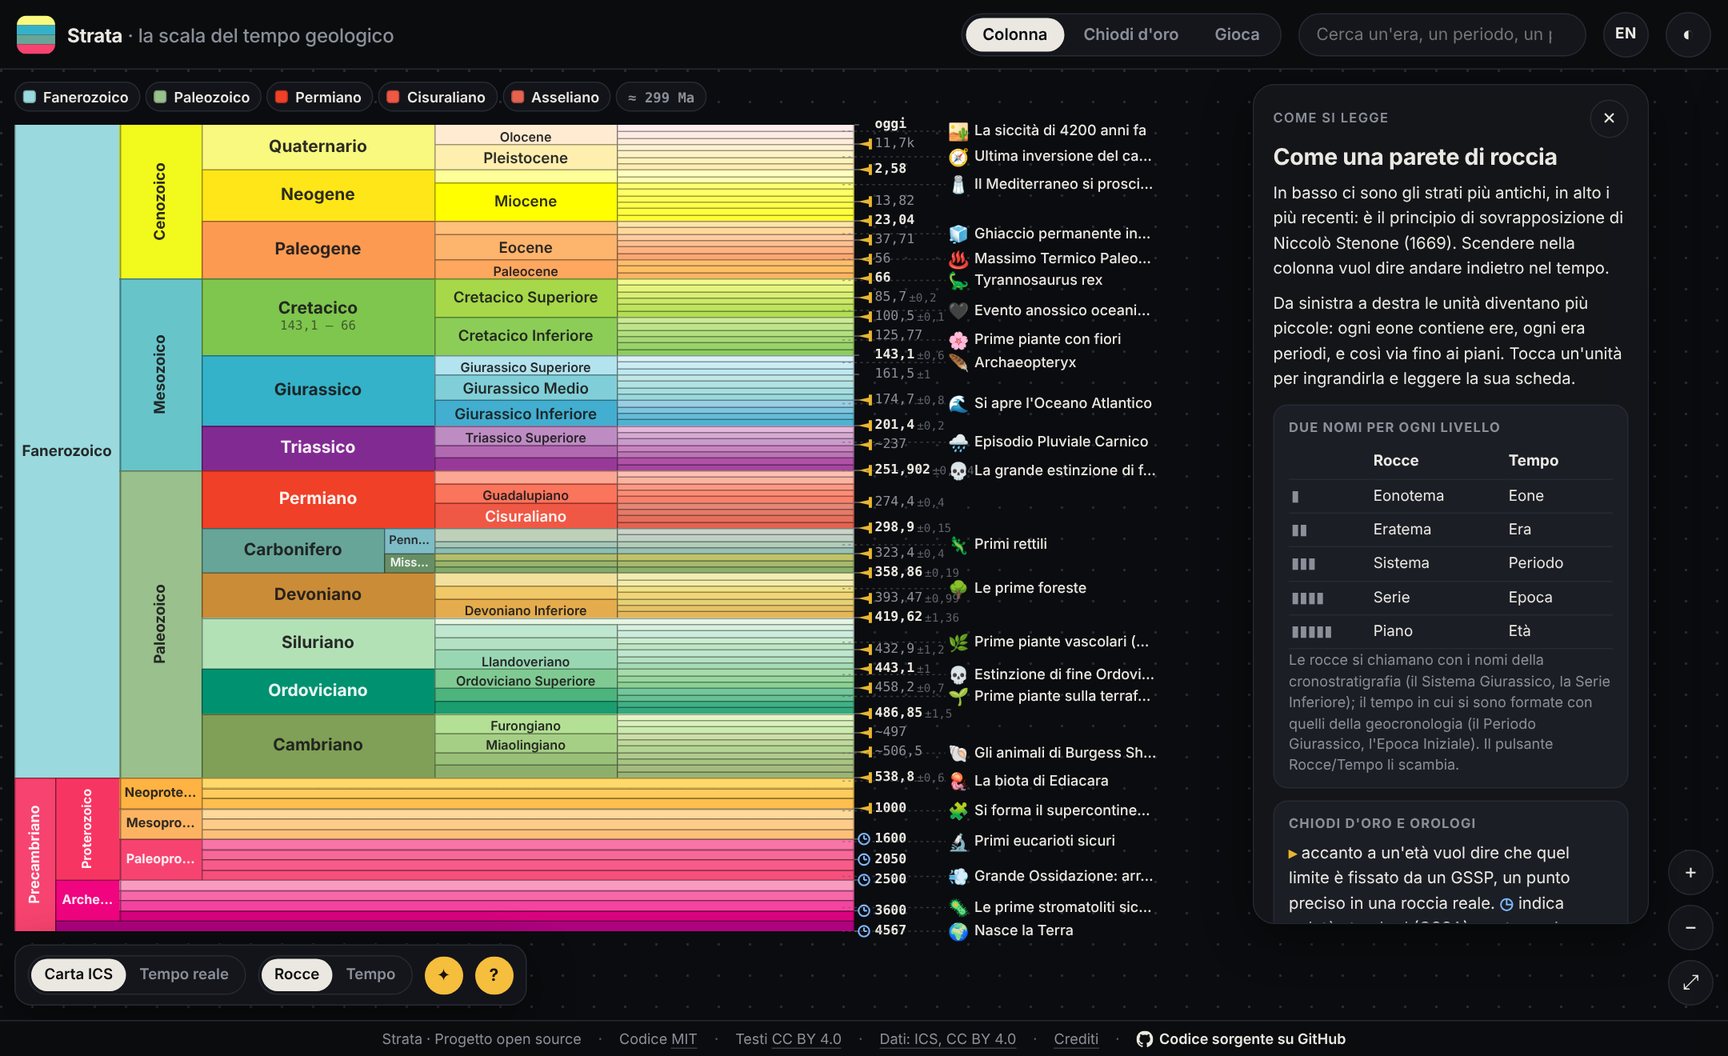 Strata · la scala del tempo geologico
Colonna
Chiodi d'oro
Gioca
Cerca un'era, un periodo, un p
EN
Fanerozoico
Paleozoico
Permiano
Cisuraliano
Asseliano
≈ 299 Ma
Fanerozoico
Precambriano
Proterozoico
Arche...
Cenozoico
Mesozoico
Paleozoico
Neoprote...
Mesopro...
Paleopro...
Quaternario
Neogene
Paleogene
Cretacico
143,1 – 66
Giurassico
Triassico
Permiano
Carbonifero
Penn...
Miss...
Devoniano
Siluriano
Ordoviciano
Cambriano
Olocene
Pleistocene
Miocene
Eocene
Paleocene
Cretacico Superiore
Cretacico Inferiore
Giurassico Superiore
Giurassico Medio
Giurassico Inferiore
Triassico Superiore
Guadalupiano
Cisuraliano
Devoniano Inferiore
Llandoveriano
Ordoviciano Superiore
Furongiano
Miaolingiano
oggi
11,7k
2,58
13,82
23,04
37,71
56
66
85,7 ±0,2
100,5 ±0,1
125,77
143,1 ±0,6
161,5 ±1
174,7 ±0,8
201,4 ±0,2
~237
251,902
274,4 ±0,4
298,9 ±0,15
323,4 ±0,4
358,86 ±0,19
393,47 ±0,99
419,62 ±1,36
432,9 ±1,2
443,1 ±1
458,2 ±0,7
486,85 ±1,5
~497
~506,5
538,8 ±0,6
1000
1600
2050
2500
3600
4567
La siccità di 4200 anni fa
Ultima inversione del ca...
Il Mediterraneo si prosci...
Ghiaccio permanente in...
Massimo Termico Paleo...
Tyrannosaurus rex
Evento anossico oceani...
Prime piante con fiori
Archaeopteryx
Si apre l'Oceano Atlantico
Episodio Pluviale Carnico
La grande estinzione di f...
Primi rettili
Le prime foreste
Prime piante vascolari (...
Estinzione di fine Ordovi...
Prime piante sulla terraf...
Gli animali di Burgess Sh...
La biota di Ediacara
Si forma il supercontine...
Primi eucarioti sicuri
Grande Ossidazione: arr...
Le prime stromatoliti sic...
Nasce la Terra
COME SI LEGGE
Come una parete di roccia
In basso ci sono gli strati più antichi, in alto i
più recenti: è il principio di sovrapposizione di
Niccolò Stenone (1669). Scendere nella
colonna vuol dire andare indietro nel tempo.
Da sinistra a destra le unità diventano più
piccole: ogni eone contiene ere, ogni era
periodi, e così via fino ai piani. Tocca un'unità
per ingrandirla e leggere la sua scheda.
DUE NOMI PER OGNI LIVELLO
Rocce Tempo
Eonotema Eone
Eratema Era
Sistema Periodo
Serie Epoca
Piano Età
Le rocce si chiamano con i nomi della
cronostratigrafia (il Sistema Giurassico, la Serie
Inferiore); il tempo in cui si sono formate con
quelli della geocronologia (il Periodo
Giurassico, l'Epoca Iniziale). Il pulsante
Rocce/Tempo li scambia.
CHIODI D'ORO E OROLOGI
accanto a un'età vuol dire che quel
limite è fissato da un GSSP, un punto
preciso in una roccia reale. indica
Carta ICS
Tempo reale
Rocce
Tempo
?
Strata · Progetto open source · Codice MIT · Testi CC BY 4.0 · Dati: ICS, CC BY 4.0 · Crediti · Codice sorgente su GitHub